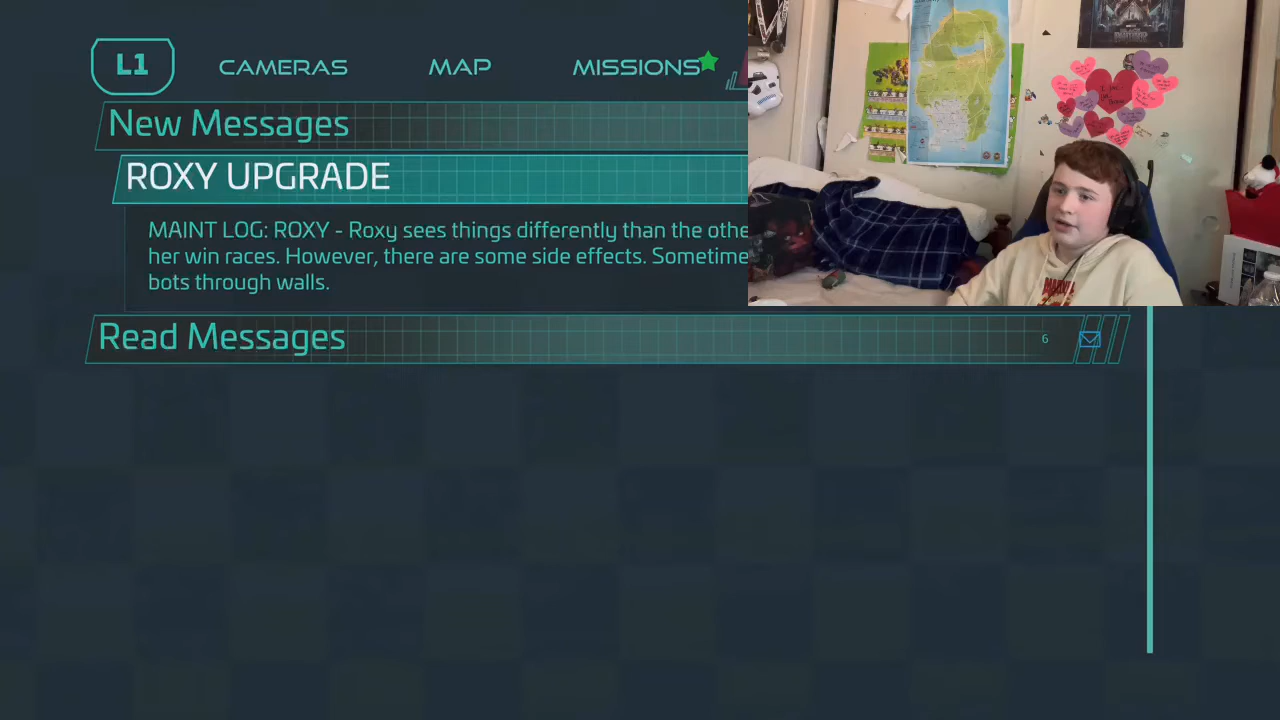 L1 CAMERAS MAP MISSIONS
New Messages
ROXY UPGRADE
MAINT LOG: ROXY - Roxy sees things differently than the othe
her win races. However, there are some side effects. Sometime
bots through walls.
Read Messages 6